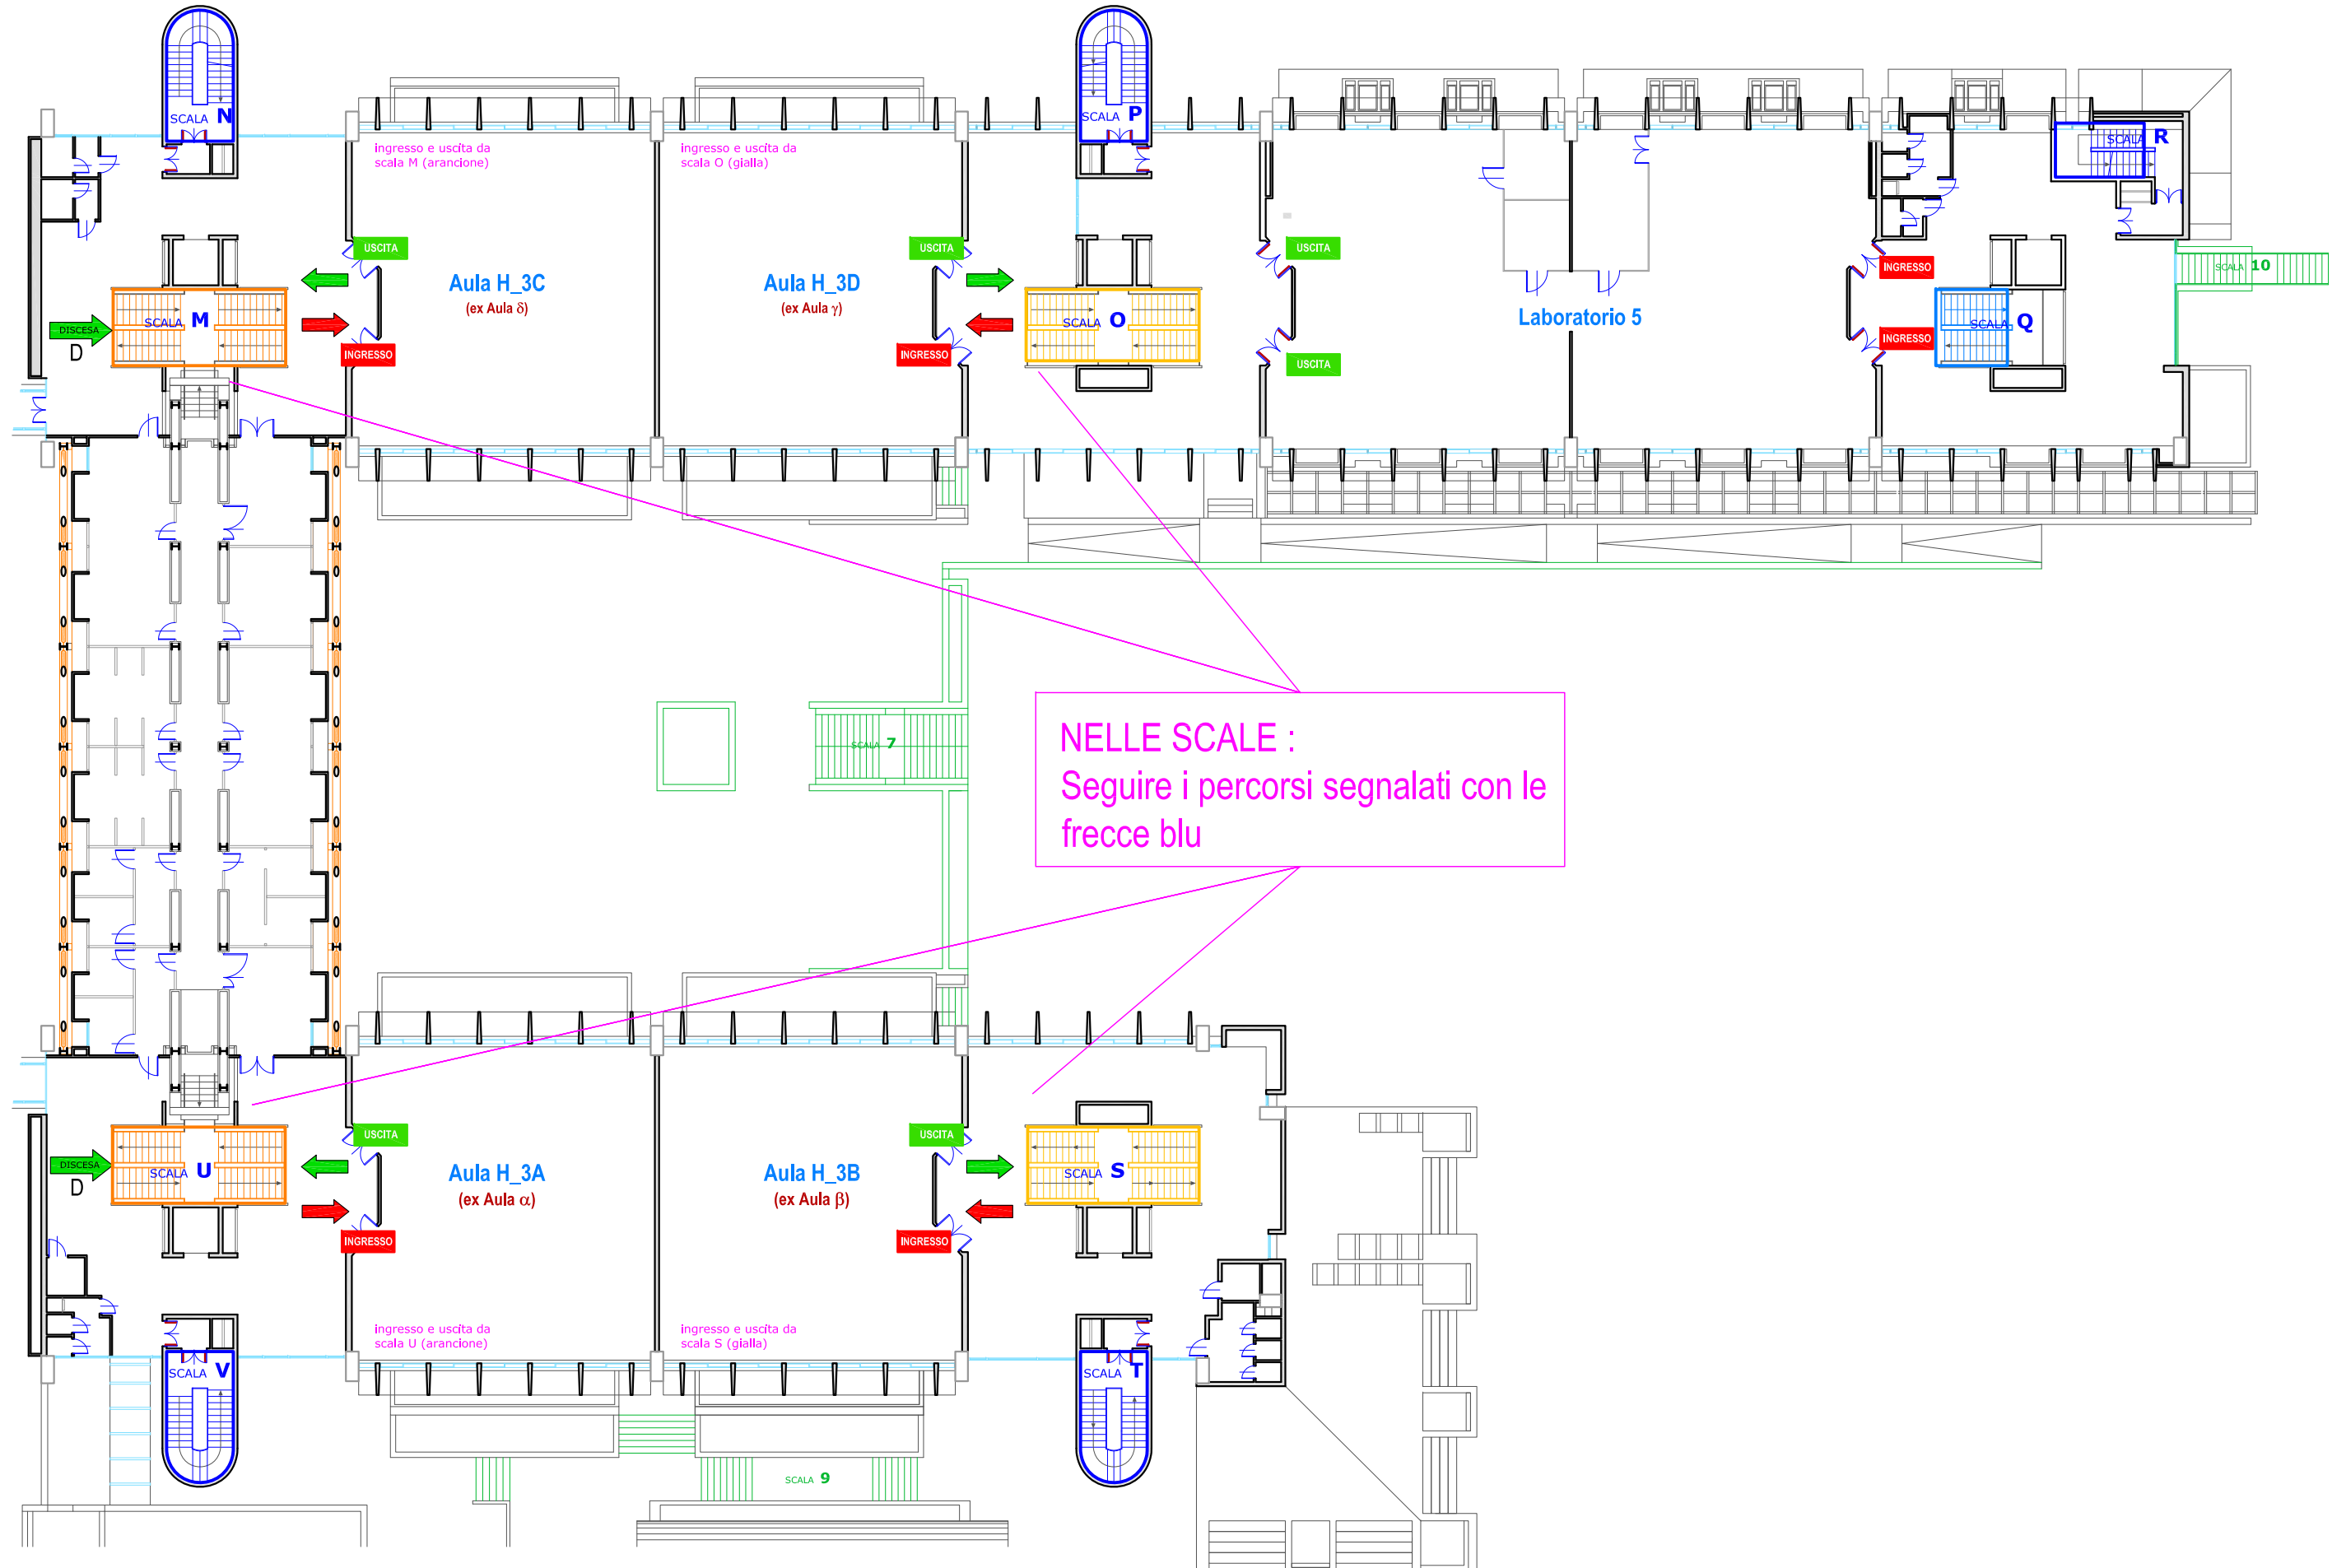 SCALA N
SCALA P
SCALA R
ingresso e uscita da
scala M (arancione)
ingresso e uscita da
scala O (gialla)
USCITA
USCITA
USCITA
INGRESSO
SCALA 10
Aula H_3C
(ex Aula δ)
Aula H_3D
(ex Aula γ)
Laboratorio 5
DISCESA
D
SCALA M
SCALA O
SCALA Q
INGRESSO
INGRESSO
USCITA
INGRESSO
NELLE SCALE :
Seguire i percorsi segnalati con le
frecce blu
SCALA 7
USCITA
USCITA
DISCESA
D
SCALA U
Aula H_3A
(ex Aula α)
Aula H_3B
(ex Aula β)
SCALA S
INGRESSO
INGRESSO
ingresso e uscita da
scala U (arancione)
ingresso e uscita da
scala S (gialla)
SCALA V
SCALA T
SCALA 9